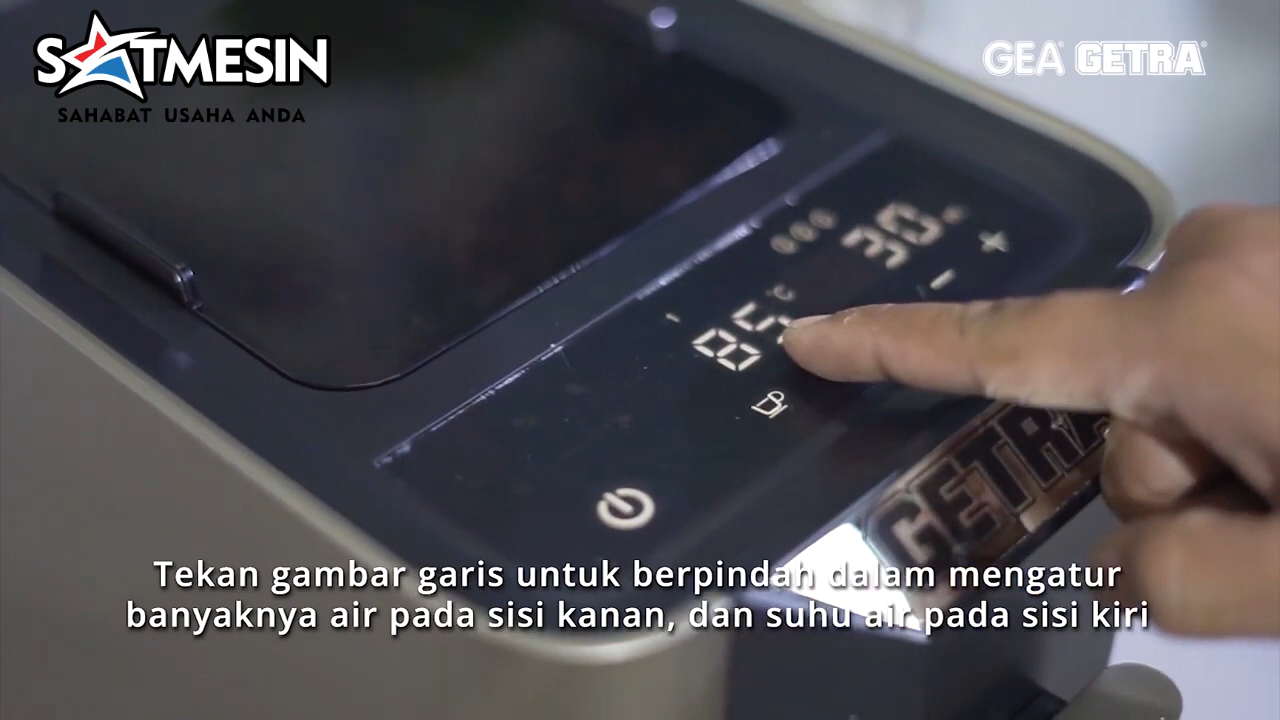 SATMESIN
SAHABAT USAHA ANDA
GEA® GETRA®
30
85 °C
GETRA
Tekan gambar garis untuk berpindah dalam mengatur
banyaknya air pada sisi kanan, dan suhu air pada sisi kiri